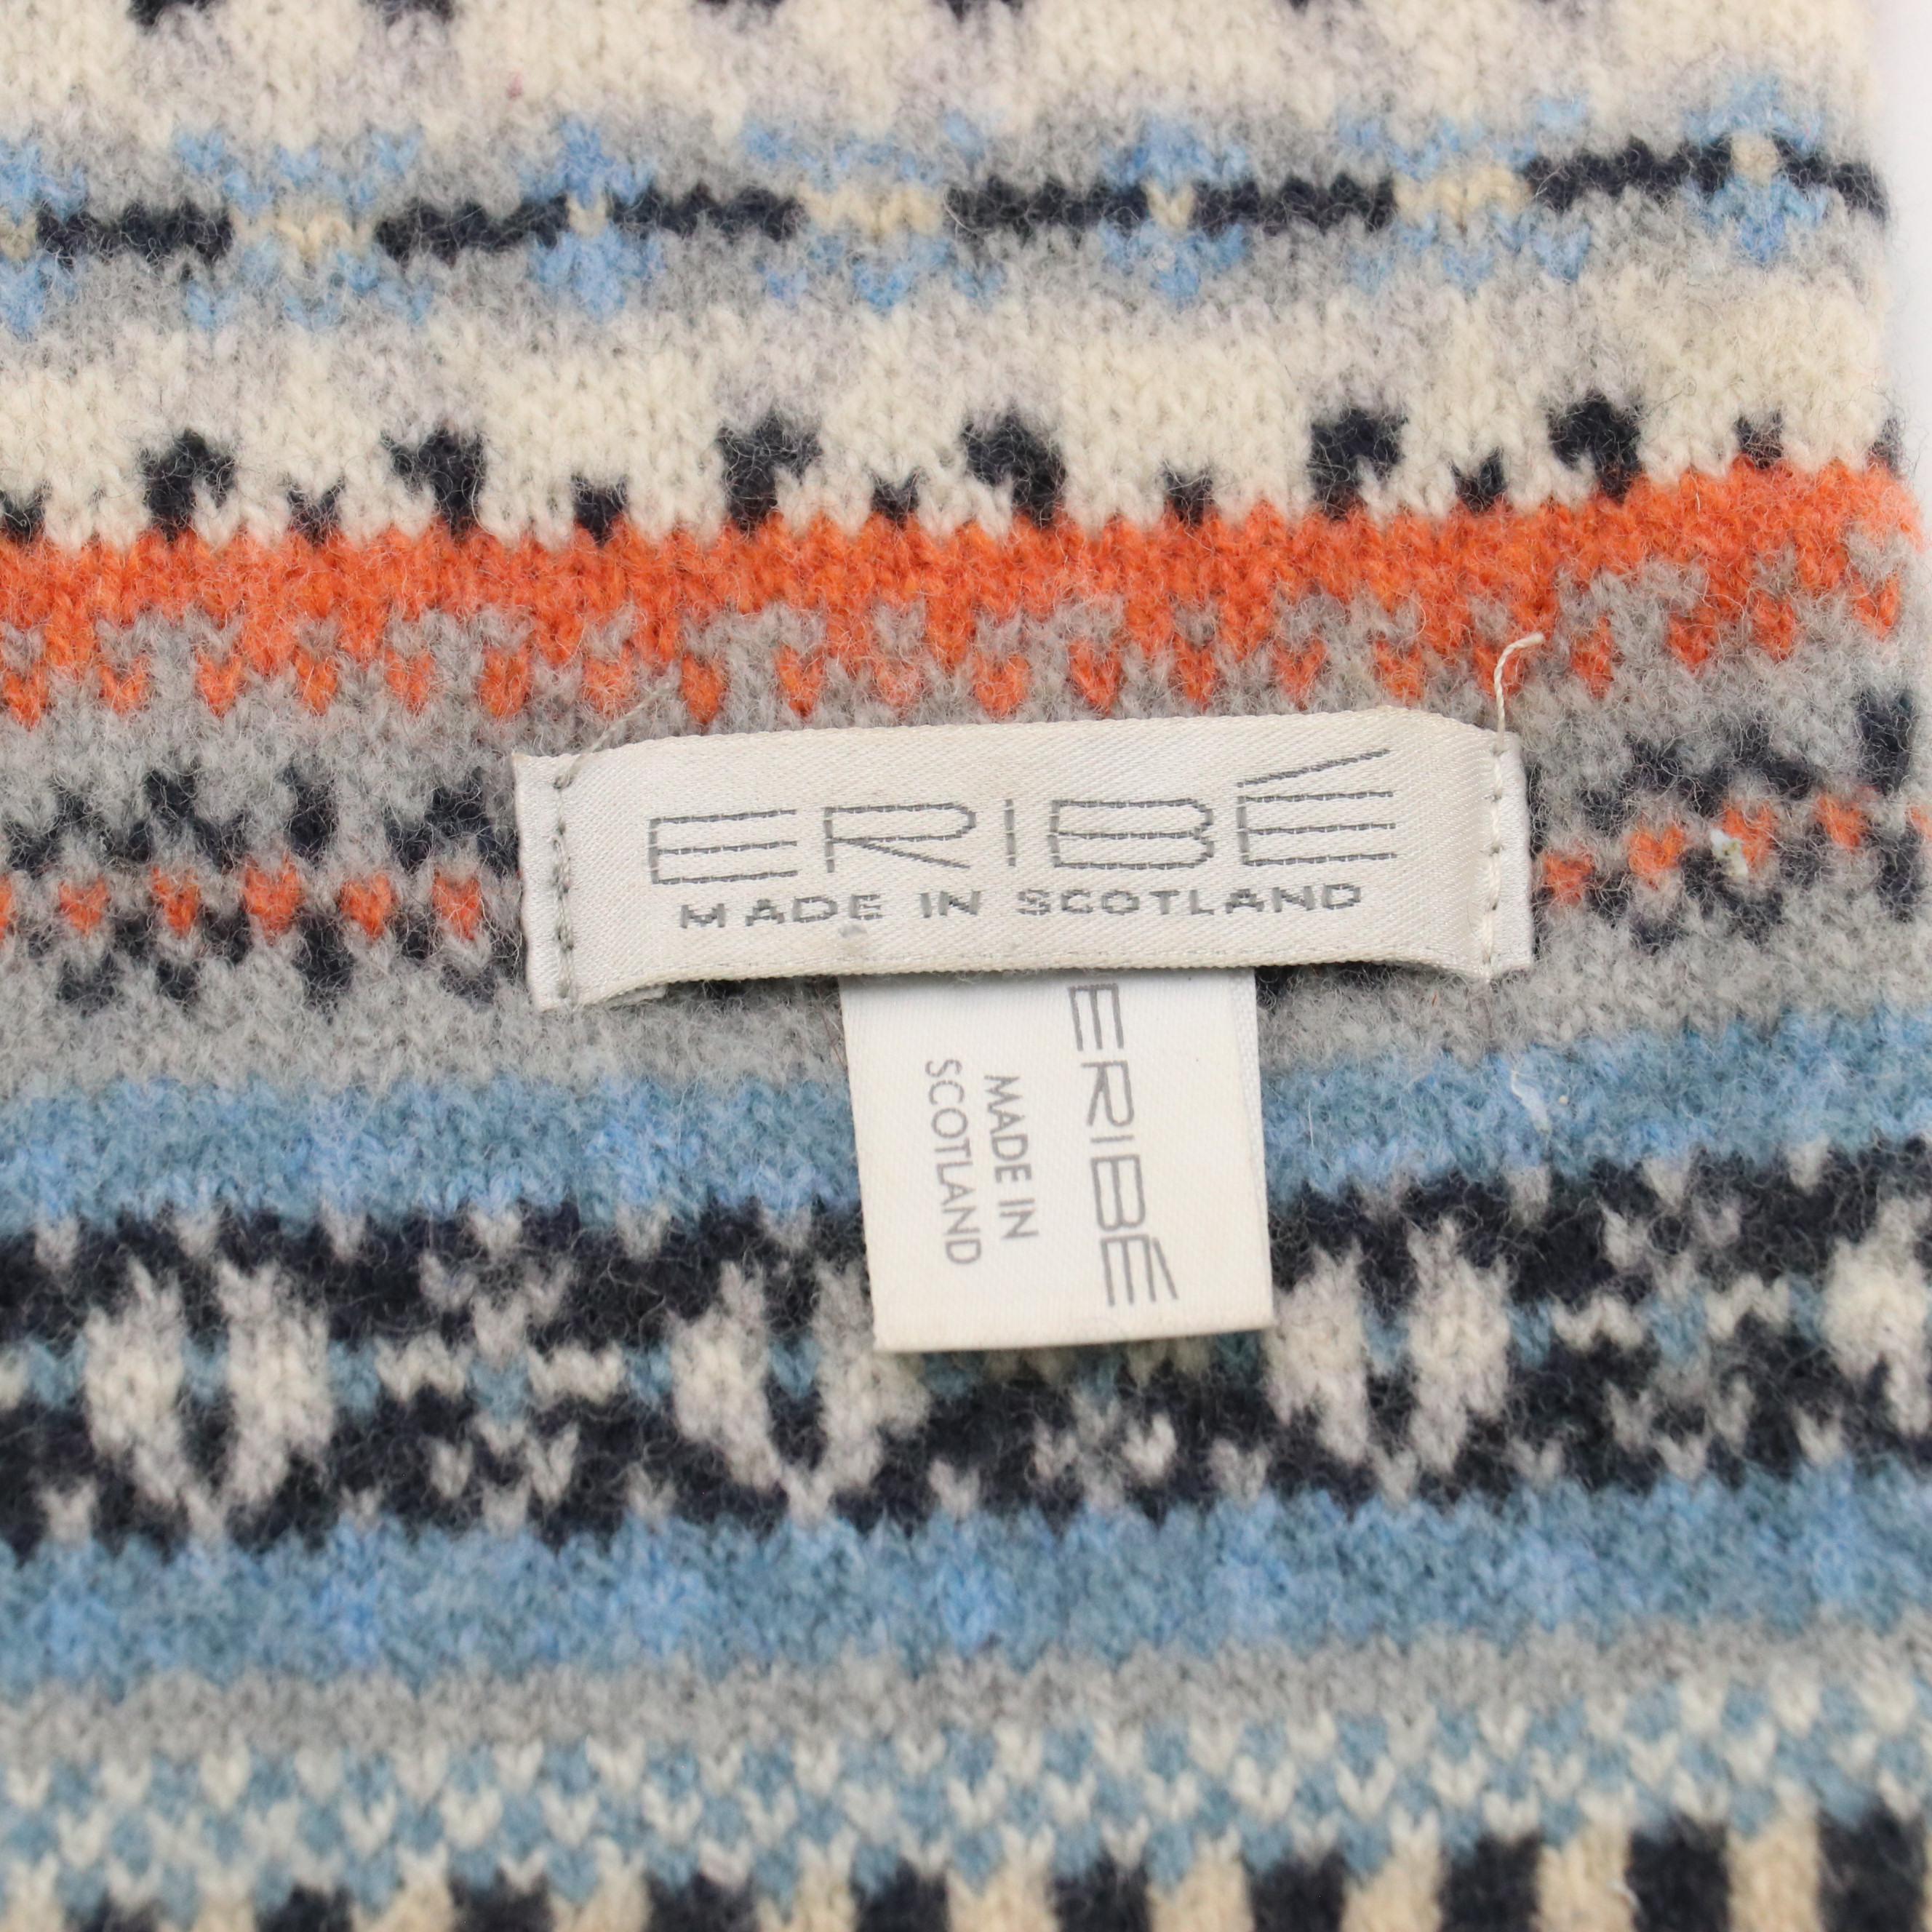 ERIBÉ
MADE IN SCOTLAND
ERIBÉ
MADE IN
SCOTLAND